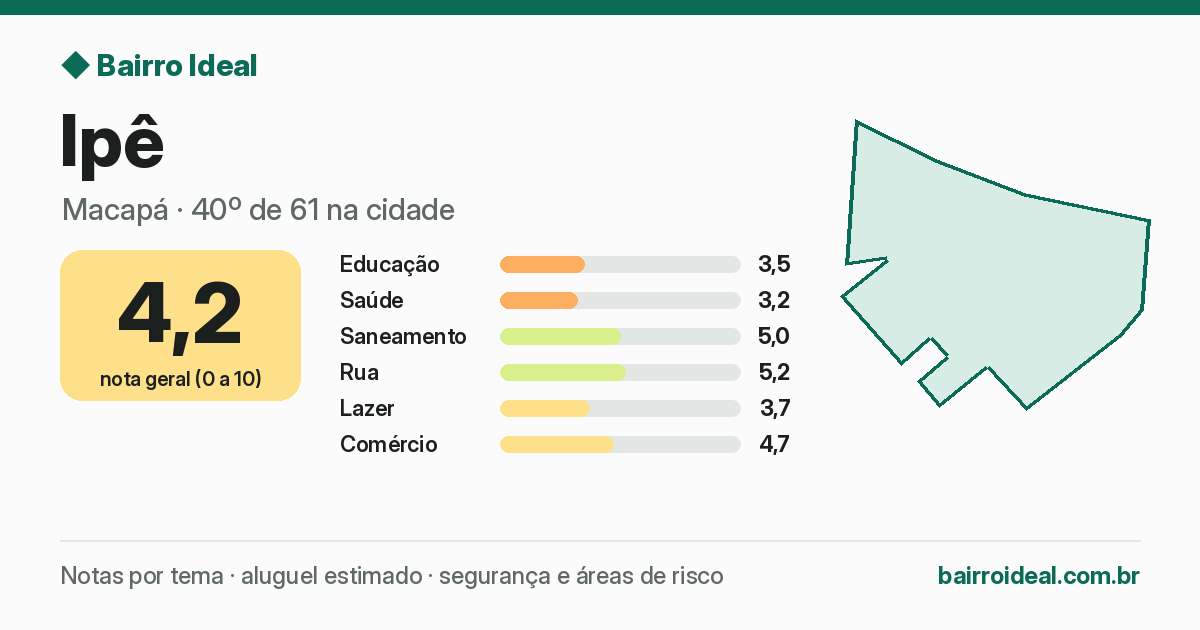 Bairro Ideal
Ipê
Macapá · 40º de 61 na cidade
4,2
nota geral (0 a 10)
Educação 3,5
Saúde 3,2
Saneamento 5,0
Rua 5,2
Lazer 3,7
Comércio 4,7
Notas por tema · aluguel estimado · segurança e áreas de risco
bairroideal.com.br